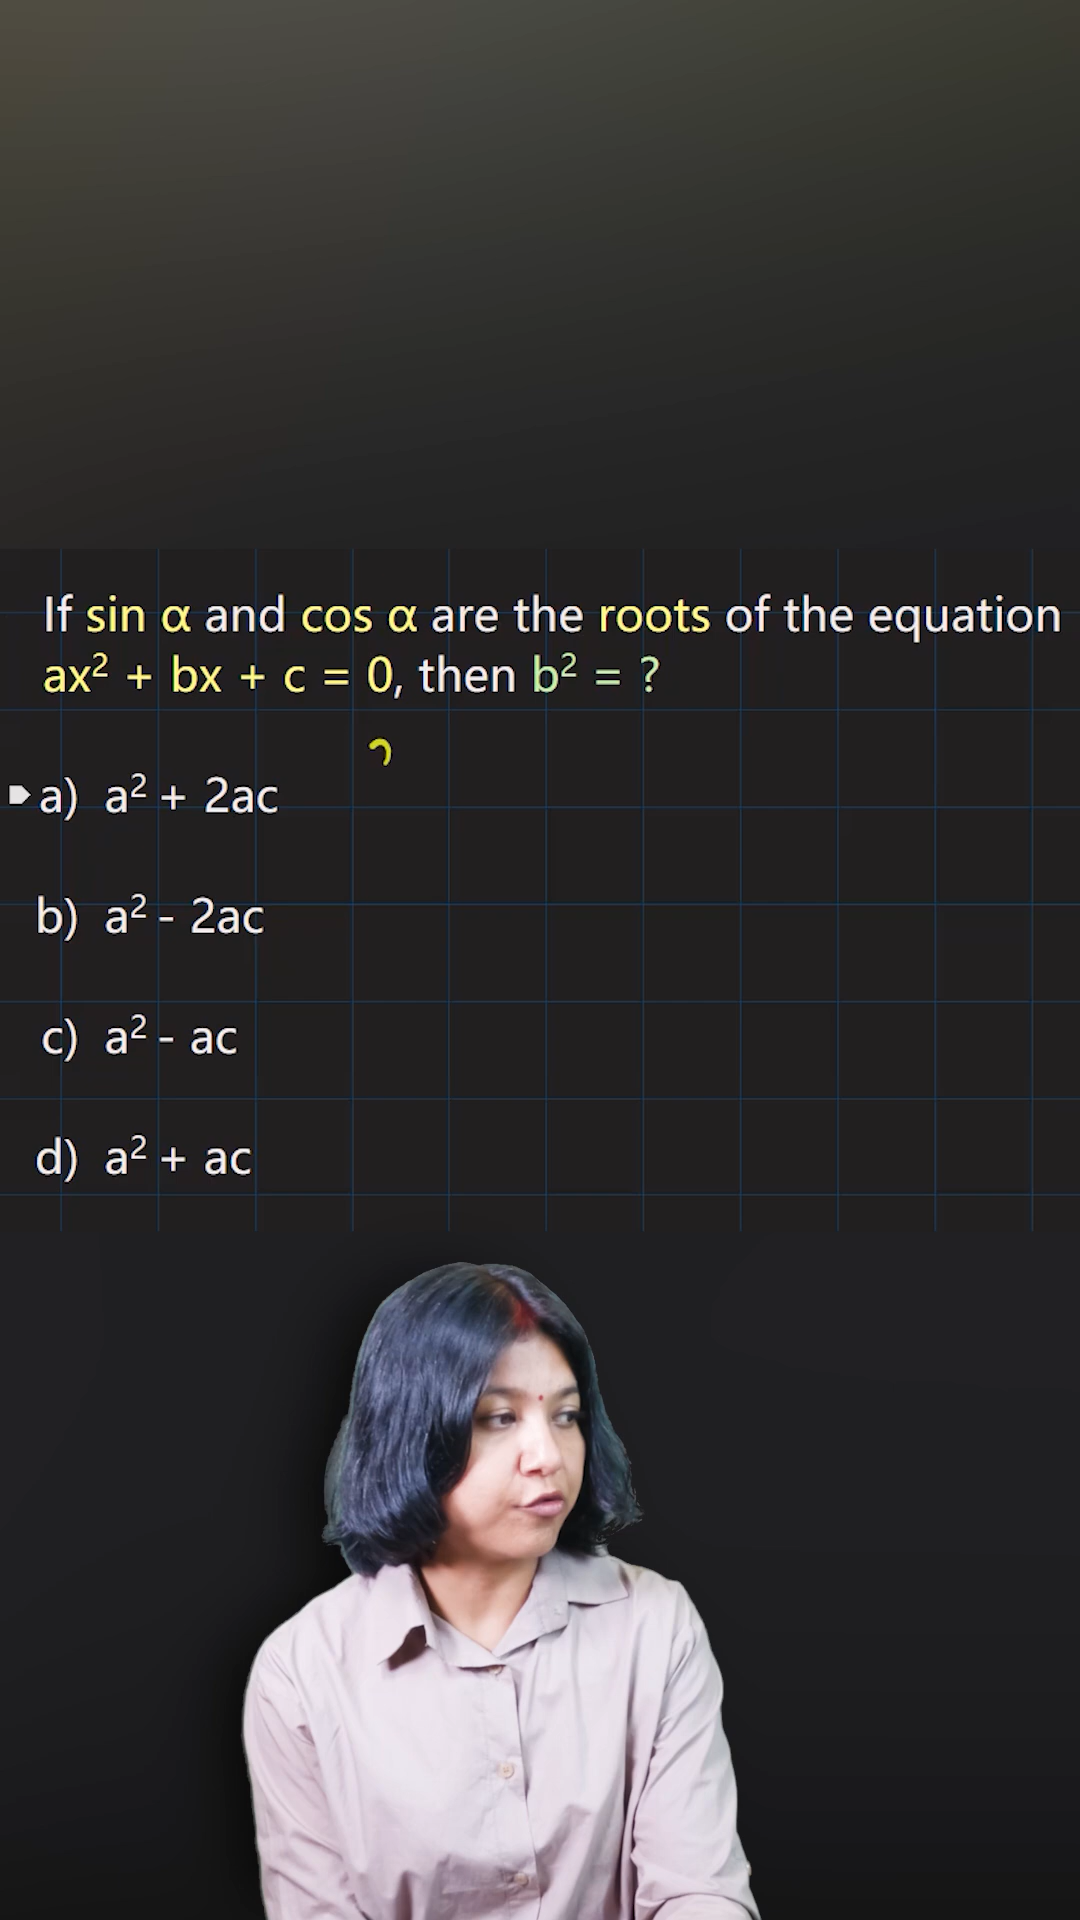 If sin α and cos α are the roots of the equation
ax² + bx + c = 0, then b² = ?
a) a² + 2ac
b) a² - 2ac
c) a² - ac
d) a² + ac